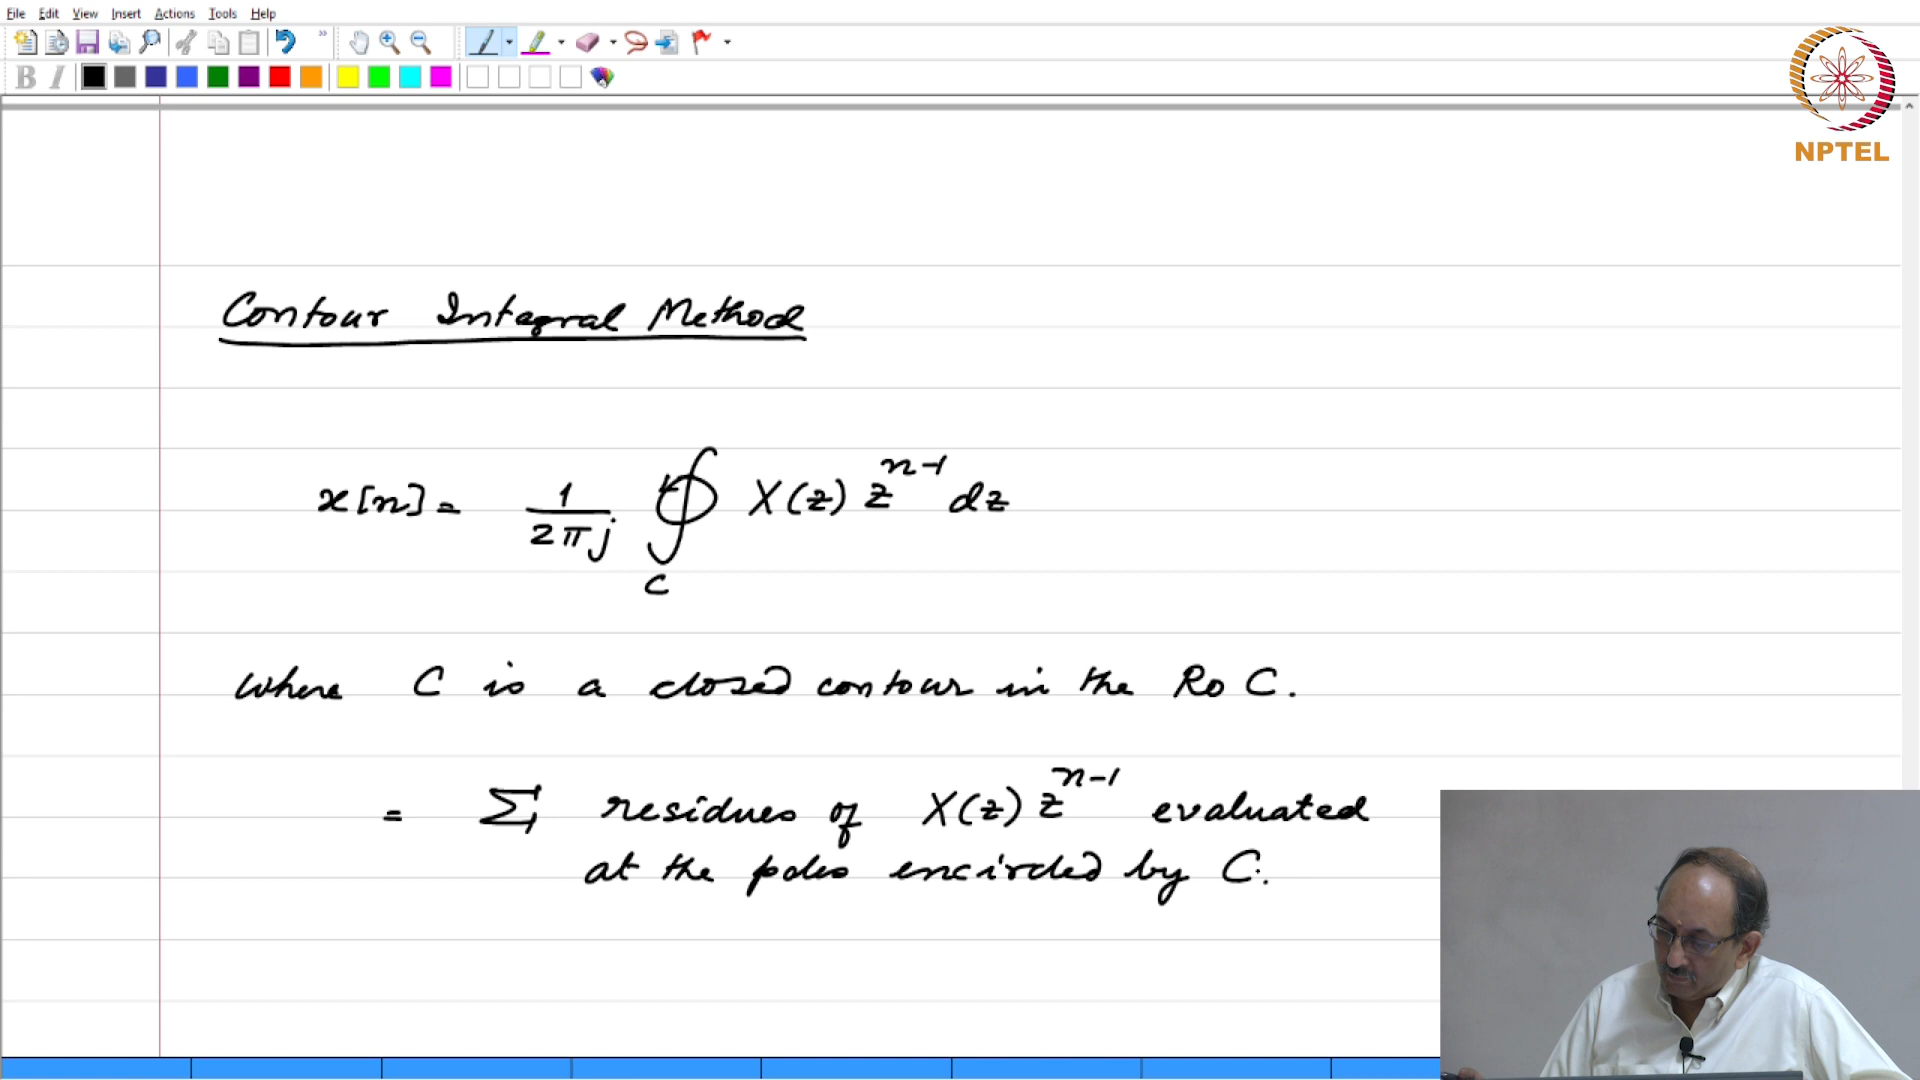 File Edit View Insert Actions Tools Help
B I
NPTEL
Contour Integral Method
x[n] = 1/2πj ∮_C X(z) z^{n-1} dz
where C is a closed contour in the RoC.
= Σ residues of X(z) z^{n-1} evaluated
at the poles encircled by C.